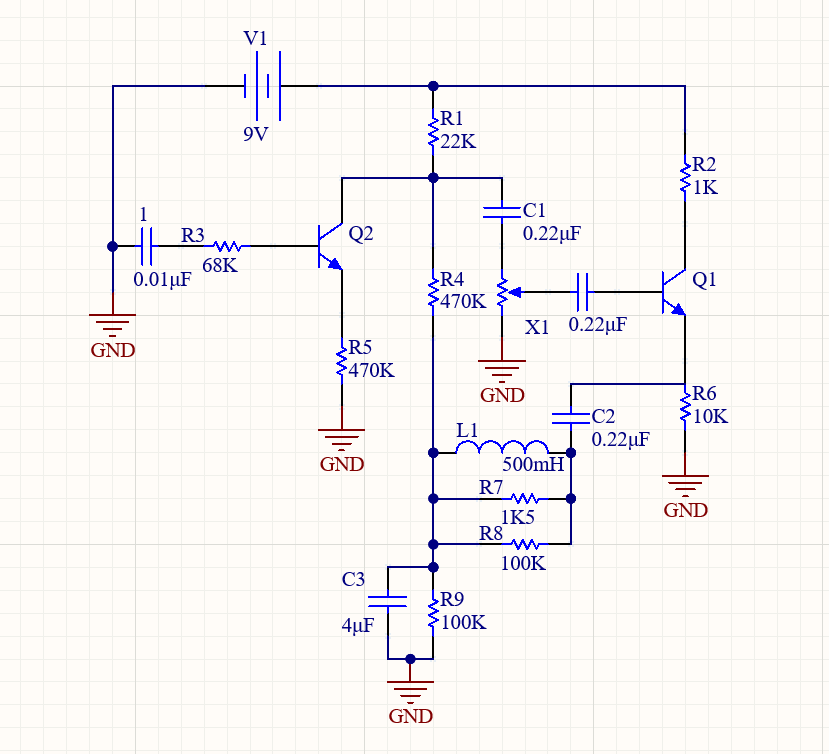 V1
9V
R1
22K
R2
1K
1
0.01µF
R3
68K
Q2
C1
0.22µF
R4
470K
X1
0.22µF
Q1
GND
R5
470K
GND
GND
R6
10K
GND
C2
0.22µF
L1
500mH
R7
1K5
R8
100K
C3
4µF
R9
100K
GND